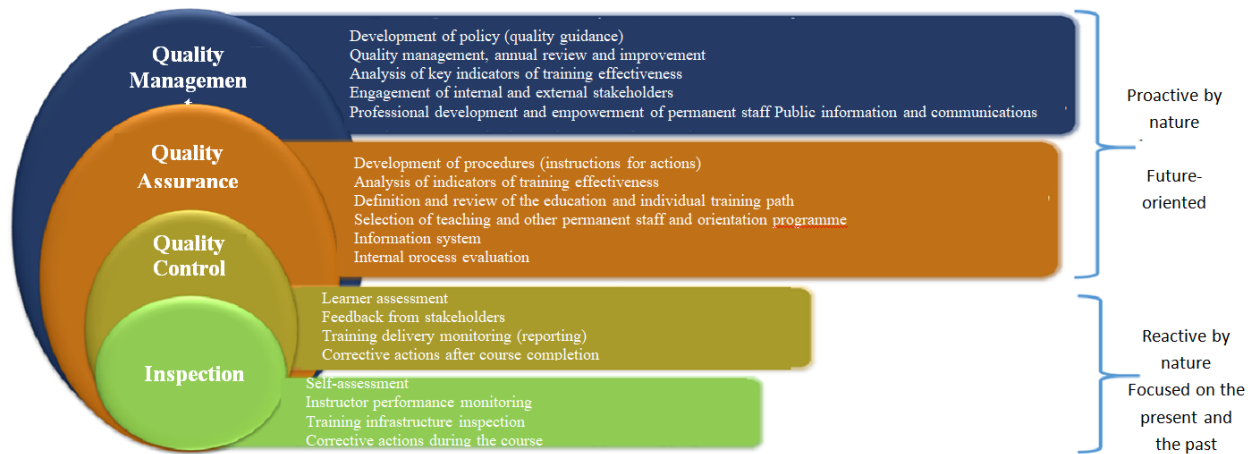 Quality
Managemen
t
Development of policy (quality guidance)
Quality management, annual review and improvement
Analysis of key indicators of training effectiveness
Engagement of internal and external stakeholders
Professional development and empowerment of permanent staff Public information and communications
Quality
Assurance
Development of procedures (instructions for actions)
Analysis of indicators of training effectiveness
Definition and review of the education and individual training path
Selection of teaching and other permanent staff and orientation programme
Information system
Internal process evaluation
Quality
Control
Learner assessment
Feedback from stakeholders
Training delivery monitoring (reporting)
Corrective actions after course completion
Inspection
Self-assessment
Instructor performance monitoring
Training infrastructure inspection
Corrective actions during the course
Proactive by
nature
Future-
oriented
Reactive by
nature
Focused on the
present and
the past